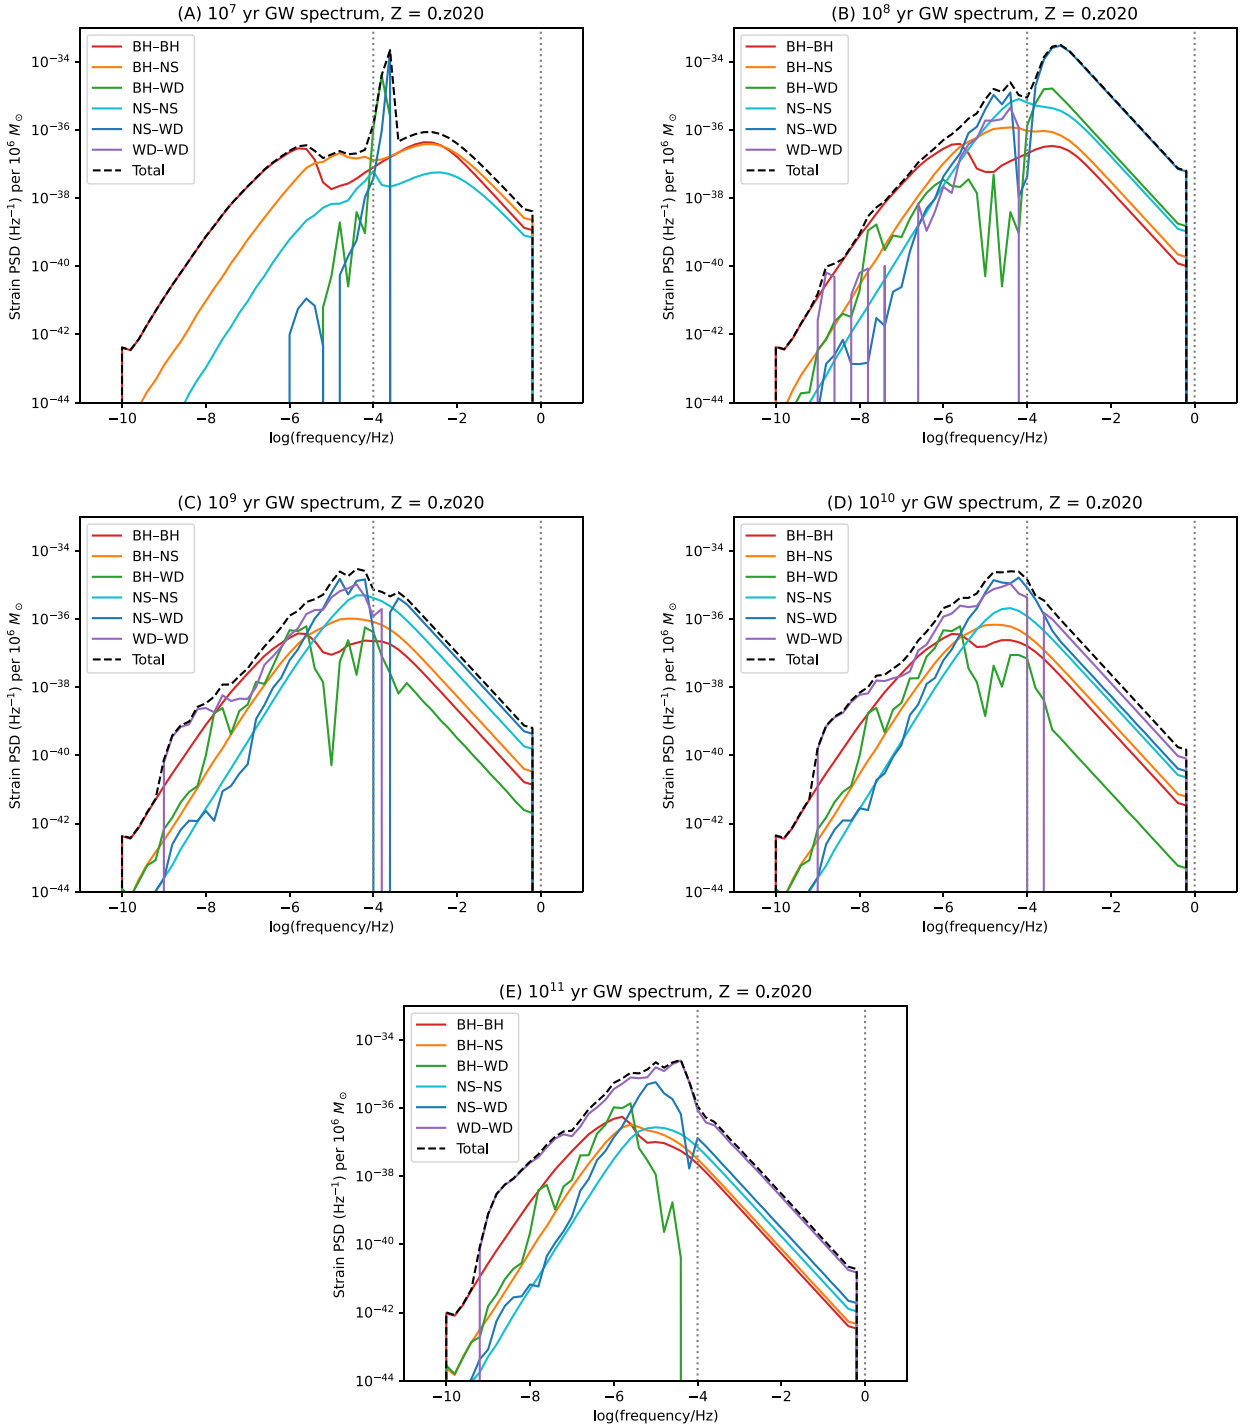 (A) 10⁷ yr GW spectrum, Z = 0.z020
Strain PSD (Hz⁻¹) per 10⁶ M⊙
10⁻³⁴
10⁻³⁶
10⁻³⁸
10⁻⁴⁰
10⁻⁴²
10⁻⁴⁴
BH–BH
BH–NS
BH–WD
NS–NS
NS–WD
WD–WD
Total
−10 −8 −6 −4 −2 0
log(frequency/Hz)
(B) 10⁸ yr GW spectrum, Z = 0.z020
Strain PSD (Hz⁻¹) per 10⁶ M⊙
10⁻³⁴
10⁻³⁶
10⁻³⁸
10⁻⁴⁰
10⁻⁴²
10⁻⁴⁴
BH–BH
BH–NS
BH–WD
NS–NS
NS–WD
WD–WD
Total
−10 −8 −6 −4 −2 0
log(frequency/Hz)
(C) 10⁹ yr GW spectrum, Z = 0.z020
Strain PSD (Hz⁻¹) per 10⁶ M⊙
10⁻³⁴
10⁻³⁶
10⁻³⁸
10⁻⁴⁰
10⁻⁴²
10⁻⁴⁴
BH–BH
BH–NS
BH–WD
NS–NS
NS–WD
WD–WD
Total
−10 −8 −6 −4 −2 0
log(frequency/Hz)
(D) 10¹⁰ yr GW spectrum, Z = 0.z020
Strain PSD (Hz⁻¹) per 10⁶ M⊙
10⁻³⁴
10⁻³⁶
10⁻³⁸
10⁻⁴⁰
10⁻⁴²
10⁻⁴⁴
BH–BH
BH–NS
BH–WD
NS–NS
NS–WD
WD–WD
Total
−10 −8 −6 −4 −2 0
log(frequency/Hz)
(E) 10¹¹ yr GW spectrum, Z = 0.z020
Strain PSD (Hz⁻¹) per 10⁶ M⊙
10⁻³⁴
10⁻³⁶
10⁻³⁸
10⁻⁴⁰
10⁻⁴²
10⁻⁴⁴
BH–BH
BH–NS
BH–WD
NS–NS
NS–WD
WD–WD
Total
−10 −8 −6 −4 −2 0
log(frequency/Hz)